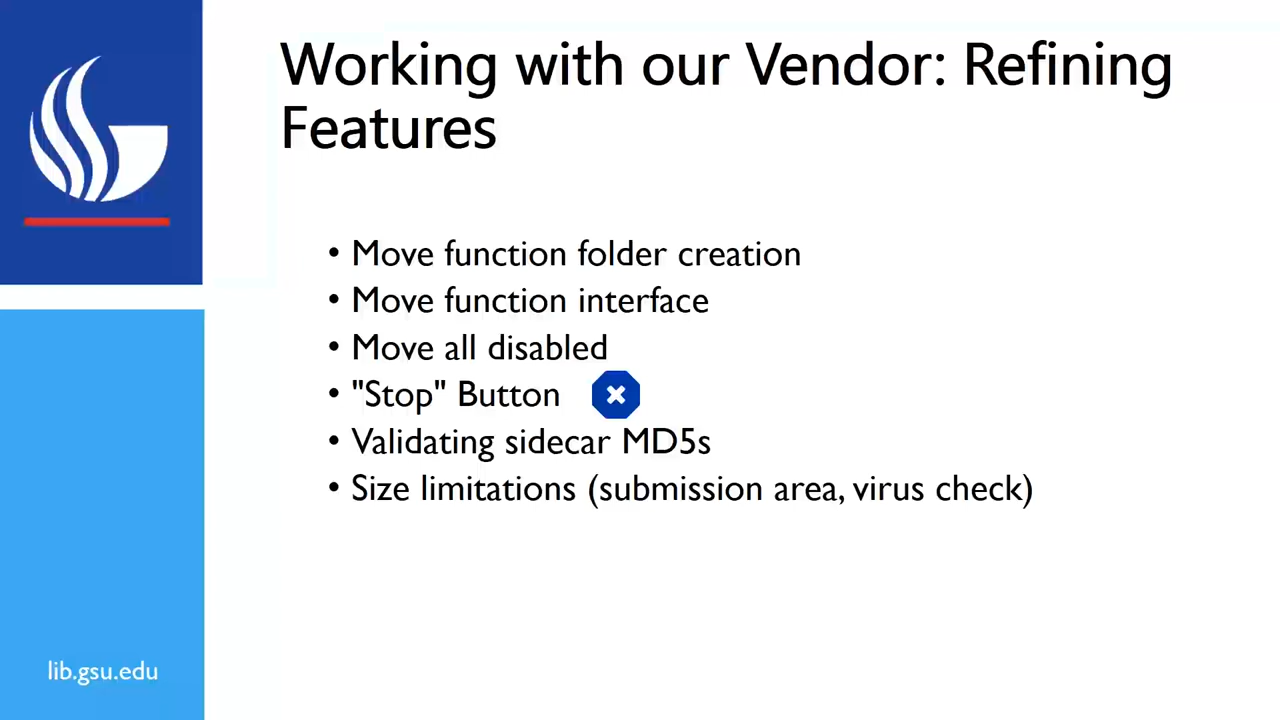 Working with our Vendor: Refining
Features
• Move function folder creation
• Move function interface
• Move all disabled
• "Stop" Button
• Validating sidecar MD5s
• Size limitations (submission area, virus check)
lib.gsu.edu